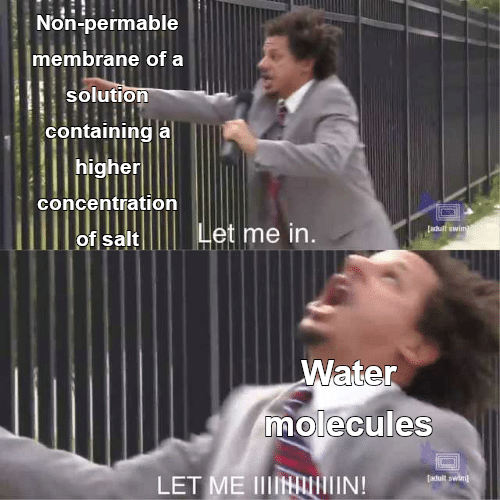 Non-permable
membrane of a
solution
containing a
higher
concentration
of salt
Let me in.
[adult swim]
Water
molecules
LET ME IIIIIIIIIIIIN!
[adult swim]